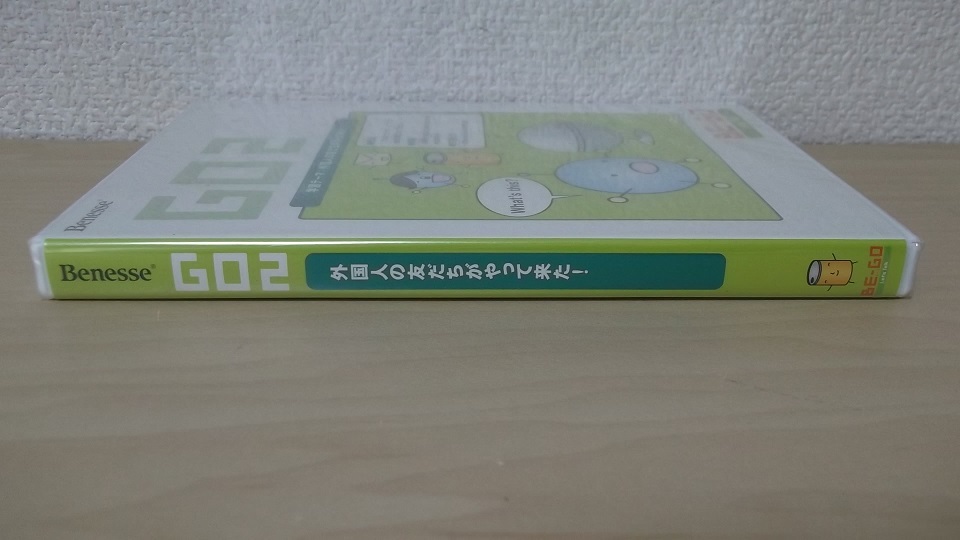 Benesse
GO2
What's this?
Benesse®
GO2
外国人の友だちがやって来た!
BE-GO